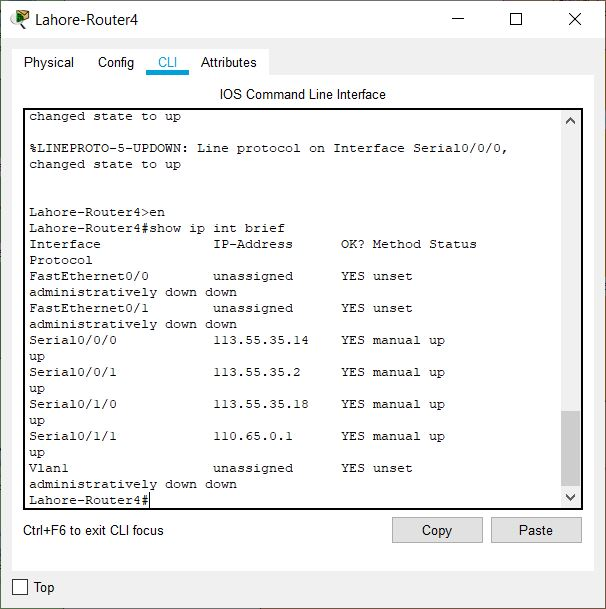 Lahore-Router4
Physical Config CLI Attributes
IOS Command Line Interface
changed state to up
%LINEPROTO-5-UPDOWN: Line protocol on Interface Serial0/0/0,
changed state to up
Lahore-Router4>en
Lahore-Router4#show ip int brief
Interface IP-Address OK? Method Status
Protocol
FastEthernet0/0 unassigned YES unset
administratively down down
FastEthernet0/1 unassigned YES unset
administratively down down
Serial0/0/0 113.55.35.14 YES manual up
up
Serial0/0/1 113.55.35.2 YES manual up
up
Serial0/1/0 113.55.35.18 YES manual up
up
Serial0/1/1 110.65.0.1 YES manual up
up
Vlan1 unassigned YES unset
administratively down down
Lahore-Router4#
Ctrl+F6 to exit CLI focus Copy Paste
Top